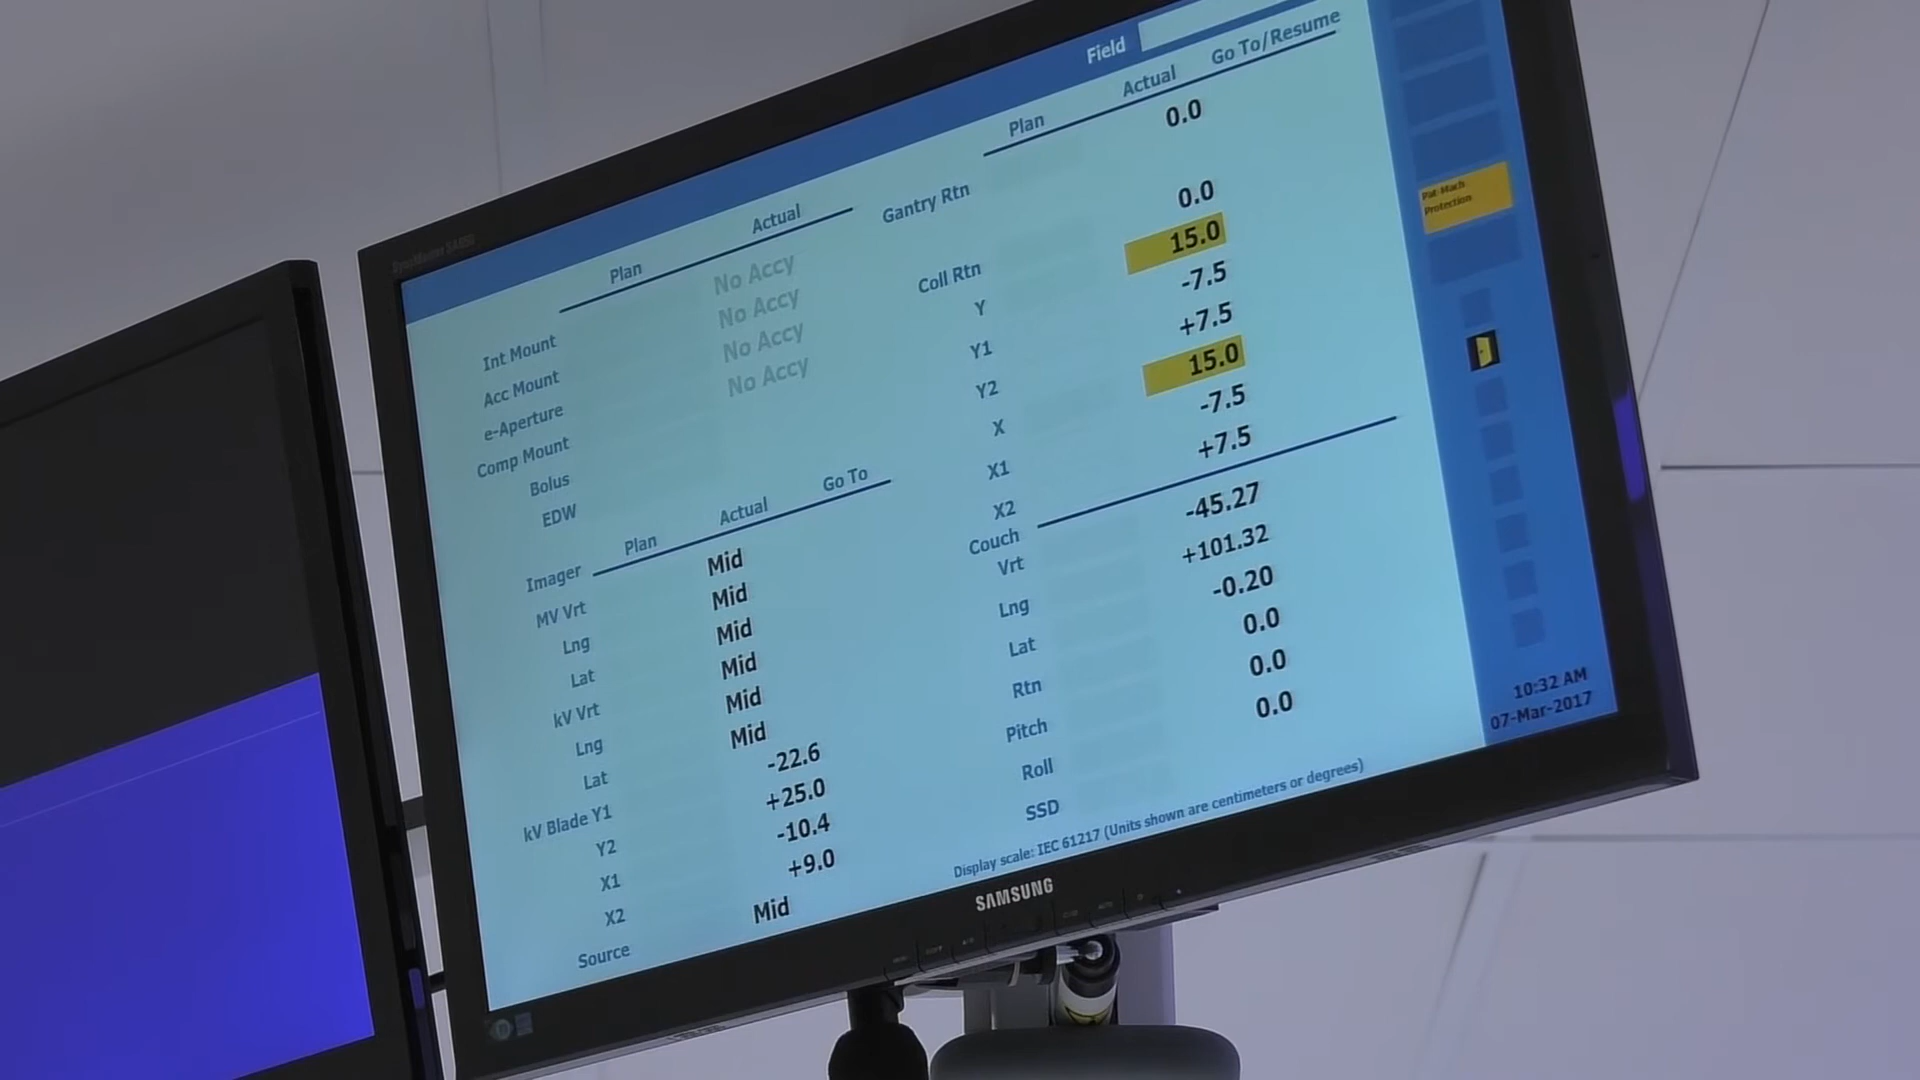 Field
Plan Actual Go To/Resume
Gantry Rtn 0.0
Coll Rtn 0.0
Y 15.0
Y1 -7.5
Y2 +7.5
X 15.0
X1 -7.5
X2 +7.5
Couch
Vrt -45.27
Lng +101.32
Lat -0.20
Rtn 0.0
Pitch 0.0
Roll 0.0
SSD
Plan Actual
Int Mount No Accy
Acc Mount No Accy
e-Aperture No Accy
Comp Mount No Accy
Bolus
EDW
Imager Plan Actual Go To
MV Vrt Mid
Lng Mid
Lat Mid
kV Vrt Mid
Lng Mid
Lat Mid
kV Blade Y1 -22.6
Y2 +25.0
X1 -10.4
X2 +9.0
Source Mid
Display scale: IEC 61217 (Units shown are centimeters or degrees)
Pat Mach
Protection
10:32 AM
07-Mar-2017
SAMSUNG